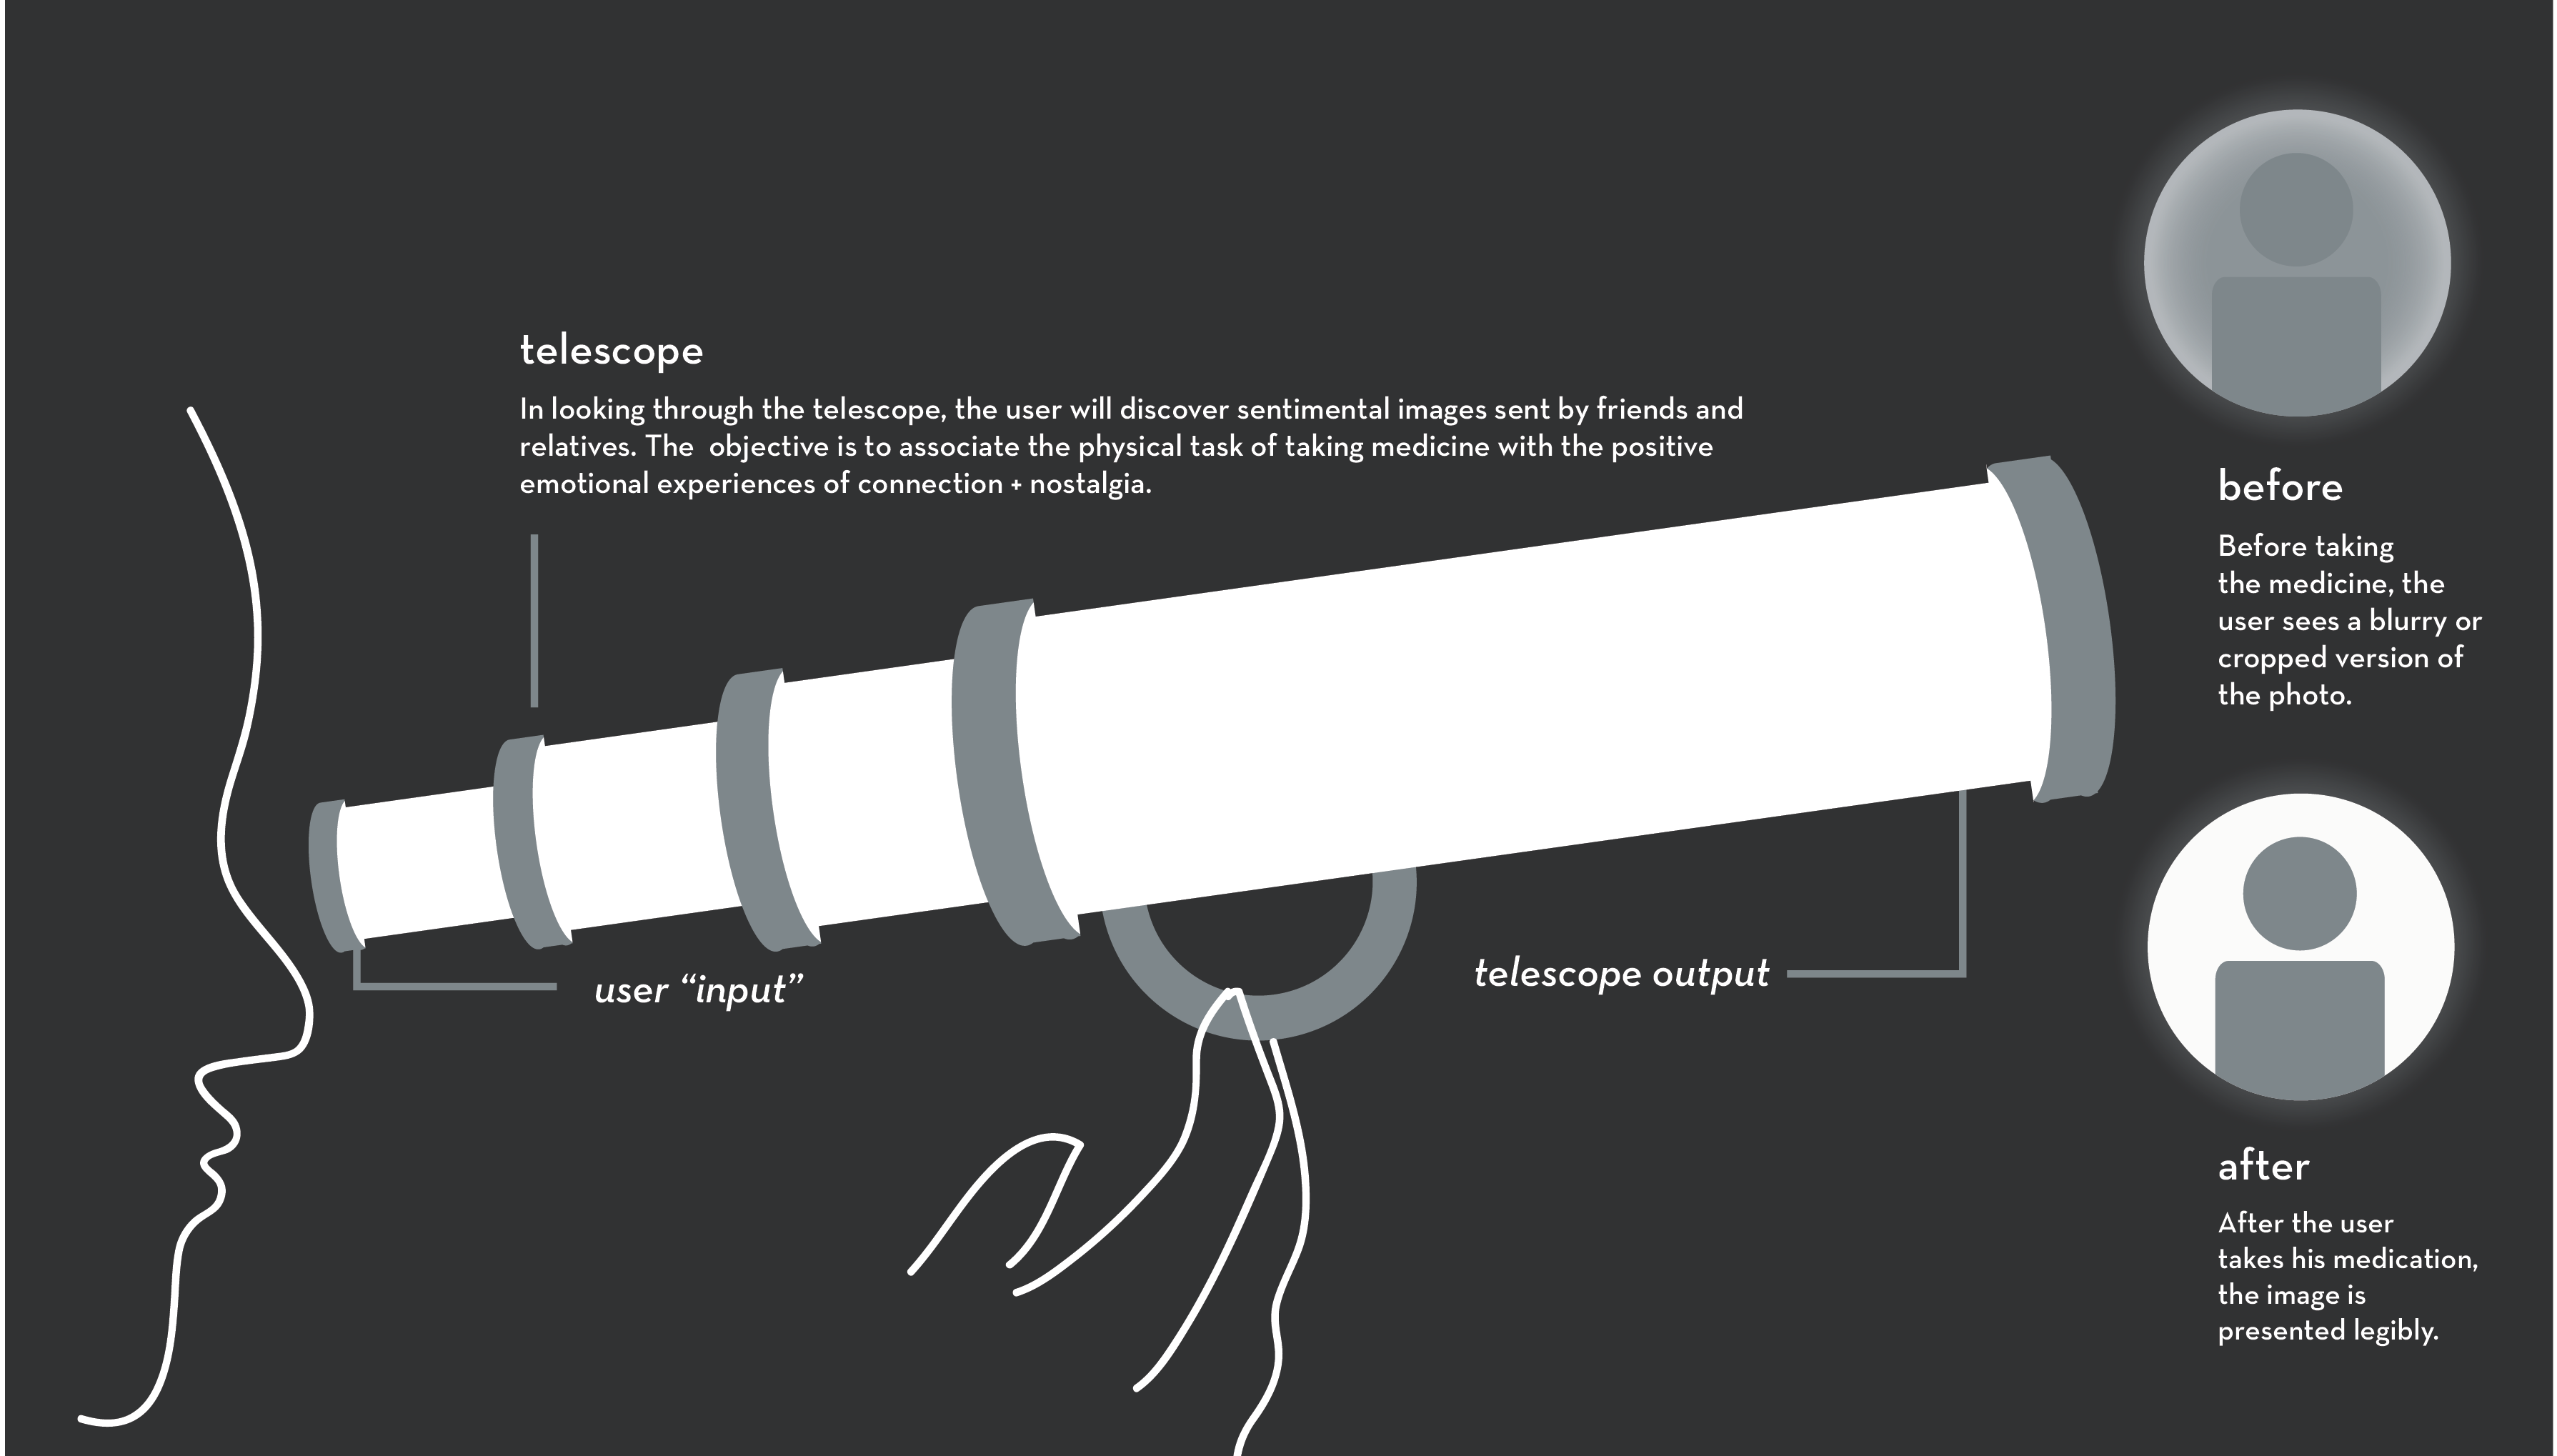 telescope
In looking through the telescope, the user will discover sentimental images sent by friends and
relatives. The  objective is to associate the physical task of taking medicine with the positive
emotional experiences of connection + nostalgia.
user “input”
telescope output
before
Before taking
the medicine, the
user sees a blurry or
cropped version of
the photo.
after
After the user
takes his medication,
the image is
presented legibly.